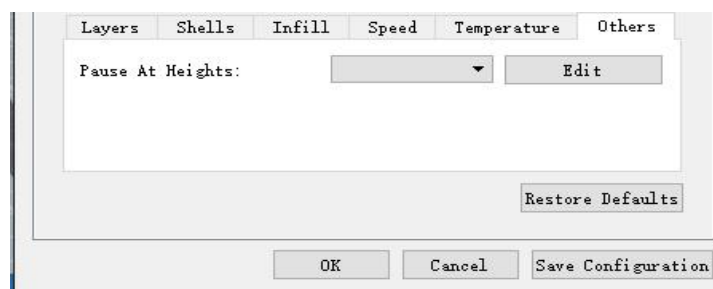 Layers Shells Infill Speed Temperature Others
Pause At Heights: Edit
Restore Defaults
OK Cancel Save Configuration